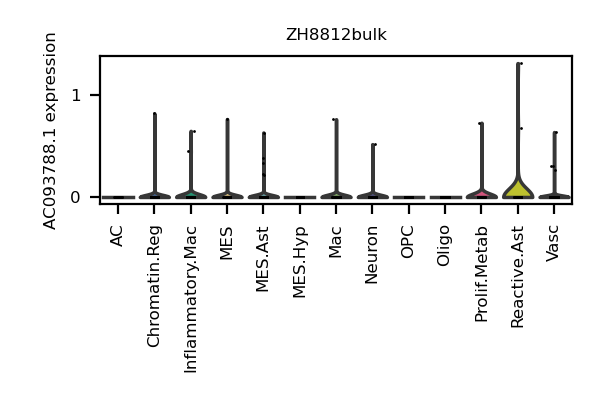 ZH8812bulk
AC093788.1 expression
1
0
AC
Chromatin.Reg
Inflammatory.Mac
MES
MES.Ast
MES.Hyp
Mac
Neuron
OPC
Oligo
Prolif.Metab
Reactive.Ast
Vasc